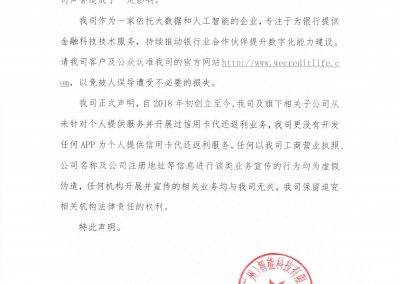 我司作为一家依托大数据和人工智能的企业，专注于为银行提供
金融科技技术服务，持续推动银行业合作伙伴提升数字化能力建设。
请我司客户及公众认准我司的官方网站http://www.wecreditlife.c
om，以免被人误导遭受不必要的损失。
我司正式声明，自2018年初创立至今，我司及旗下相关子公司从
未针对个人提供服务并开展过信用卡代还返利业务，我司更没有开发
任何APP为个人提供信用卡代还返利服务。任何以我司工商营业执照、
公司名称及公司注册地址等信息进行该类业务宣传的行为均为虚假
伪造，任何机构开展并宣传的相关业务均与我司无关，我司保留追究
相关机构法律责任的权利。
特此声明。
州）智能科技有限